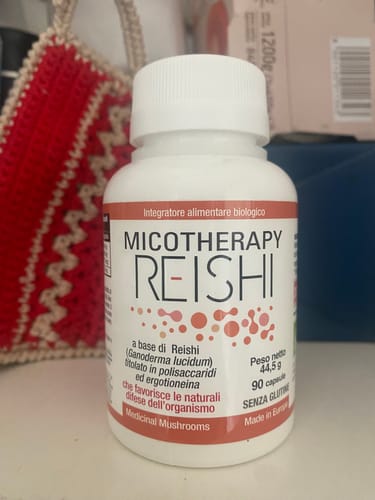 1200g
Integratore alimentare biologico
MICOTHERAPY
REISHI
a base di Reishi
(Ganoderma lucidum)
titolato in polisaccaridi
ed ergotioneina
che favorisce le naturali
difese dell'organismo
Peso netto
44,5 g
90 capsule
SENZA GLUTINE
Medicinal Mushrooms
Made in Europe